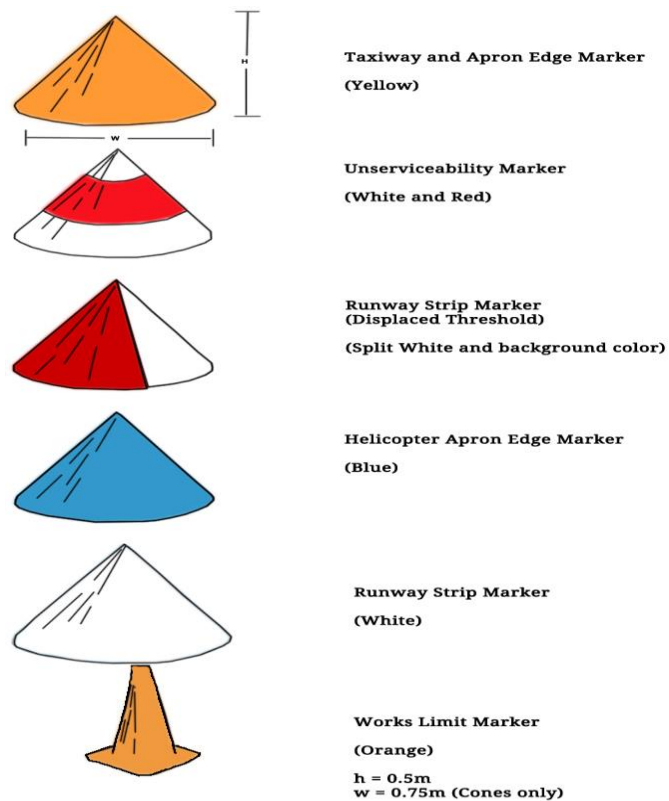 H
W
Taxiway and Apron Edge Marker
(Yellow)
Unserviceability Marker
(White and Red)
Runway Strip Marker
(Displaced Threshold)
(Split White and background color)
Helicopter Apron Edge Marker
(Blue)
Runway Strip Marker
(White)
Works Limit Marker
(Orange)
h = 0.5m
w = 0.75m (Cones only)